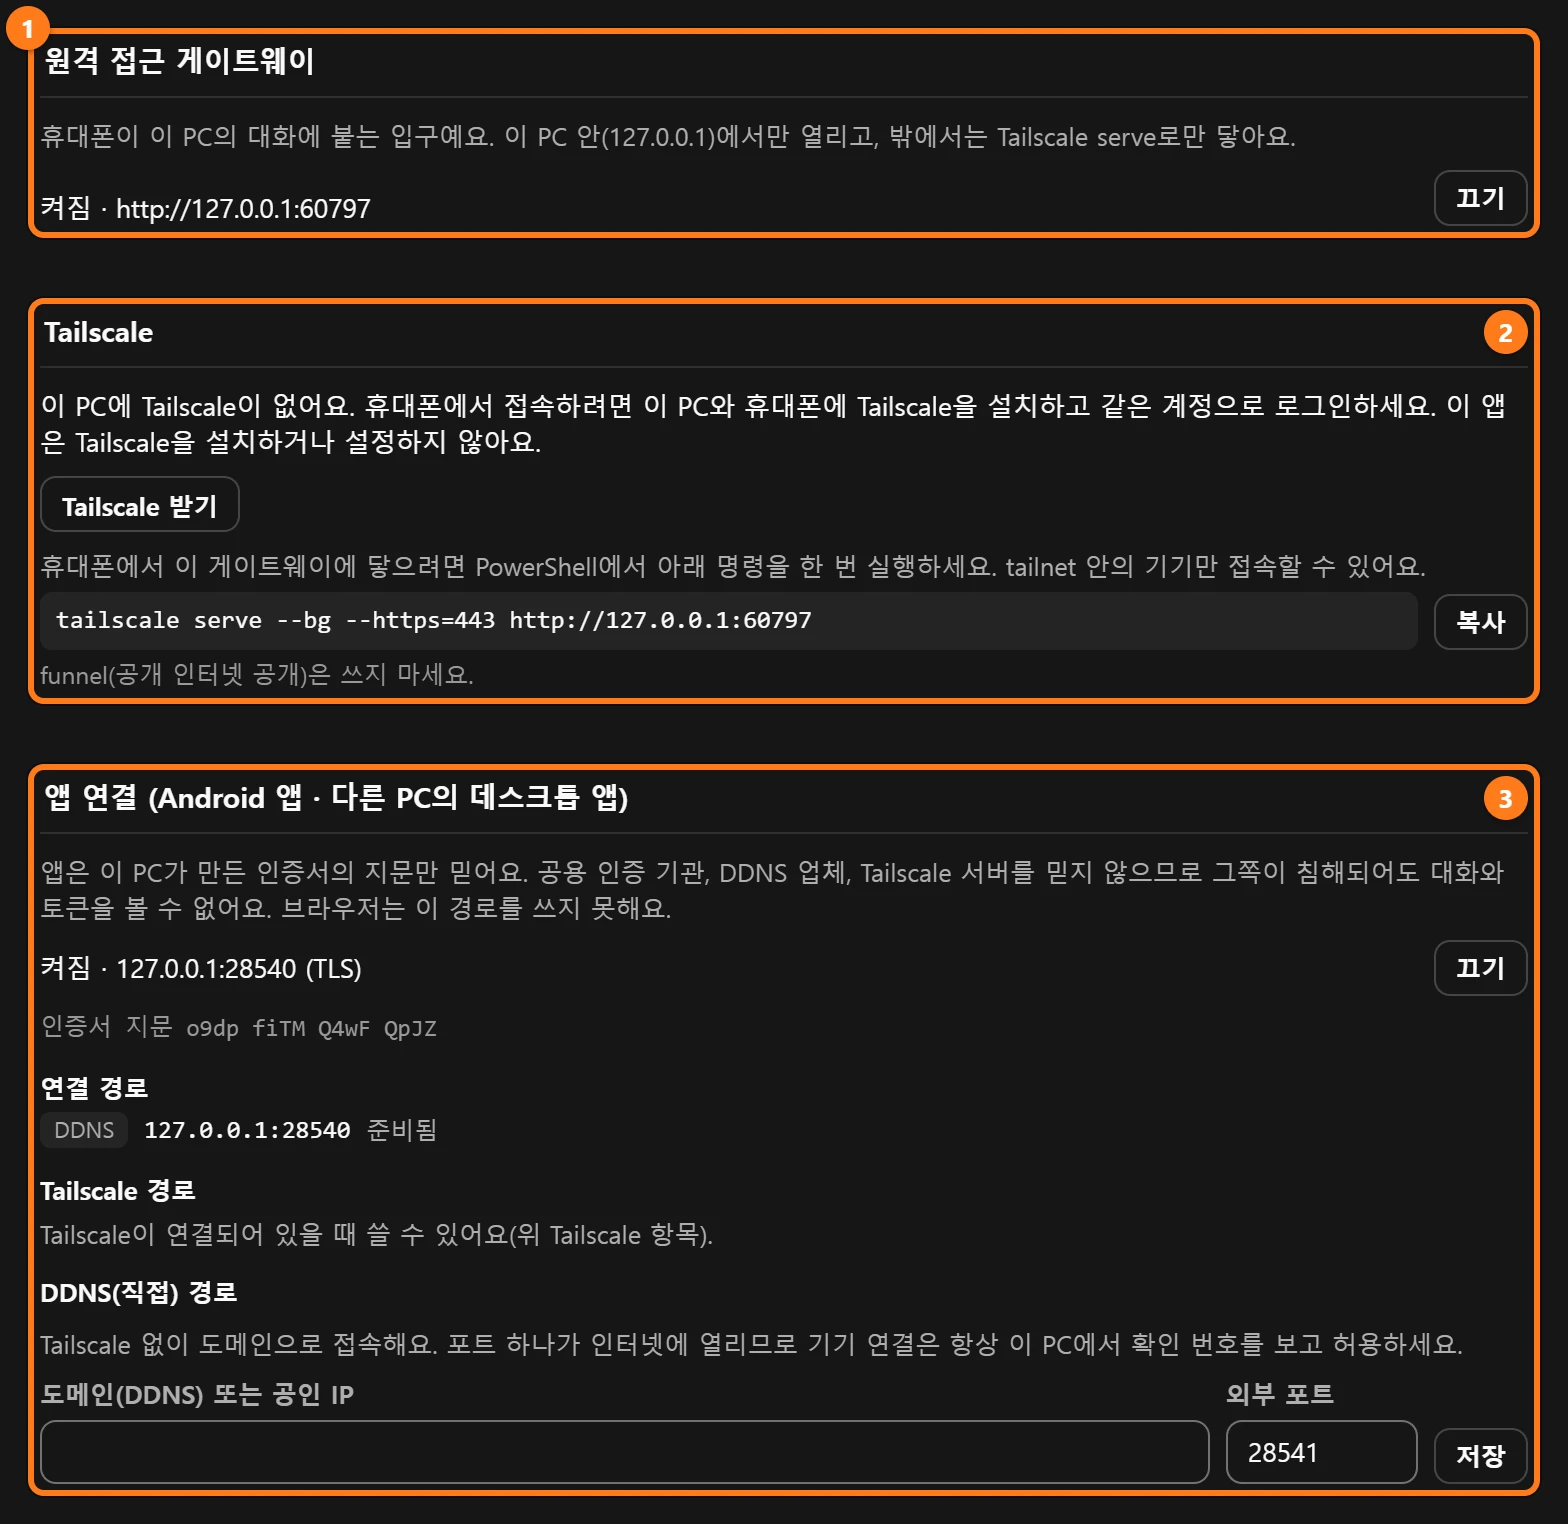 1
원격 접근 게이트웨이
휴대폰이 이 PC의 대화에 붙는 입구예요. 이 PC 안(127.0.0.1)에서만 열리고, 밖에서는 Tailscale serve로만 닿아요.
켜짐 · http://127.0.0.1:60797
끄기
Tailscale
2
이 PC에 Tailscale이 없어요. 휴대폰에서 접속하려면 이 PC와 휴대폰에 Tailscale을 설치하고 같은 계정으로 로그인하세요. 이 앱
은 Tailscale을 설치하거나 설정하지 않아요.
Tailscale 받기
휴대폰에서 이 게이트웨이에 닿으려면 PowerShell에서 아래 명령을 한 번 실행하세요. tailnet 안의 기기만 접속할 수 있어요.
tailscale serve --bg --https=443 http://127.0.0.1:60797
복사
funnel(공개 인터넷 공개)은 쓰지 마세요.
앱 연결 (Android 앱 · 다른 PC의 데스크톱 앱)
3
앱은 이 PC가 만든 인증서의 지문만 믿어요. 공용 인증 기관, DDNS 업체, Tailscale 서버를 믿지 않으므로 그쪽이 침해되어도 대화와
토큰을 볼 수 없어요. 브라우저는 이 경로를 쓰지 못해요.
켜짐 · 127.0.0.1:28540 (TLS)
끄기
인증서 지문 o9dp fiTM Q4wF QpJZ
연결 경로
DDNS 127.0.0.1:28540 준비됨
Tailscale 경로
Tailscale이 연결되어 있을 때 쓸 수 있어요(위 Tailscale 항목).
DDNS(직접) 경로
Tailscale 없이 도메인으로 접속해요. 포트 하나가 인터넷에 열리므로 기기 연결은 항상 이 PC에서 확인 번호를 보고 허용하세요.
도메인(DDNS) 또는 공인 IP
외부 포트
28541
저장